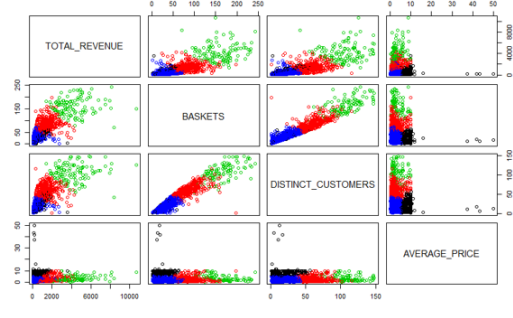 0 50 100 150 200 250 0 10 20 30 40 50
TOTAL_REVENUE
0 4000 8000
0 50 150 250
BASKETS
DISTINCT_CUSTOMERS
0 50 100 150
0 10 30 50
AVERAGE_PRICE
0 2000 6000 10000 0 50 100 150